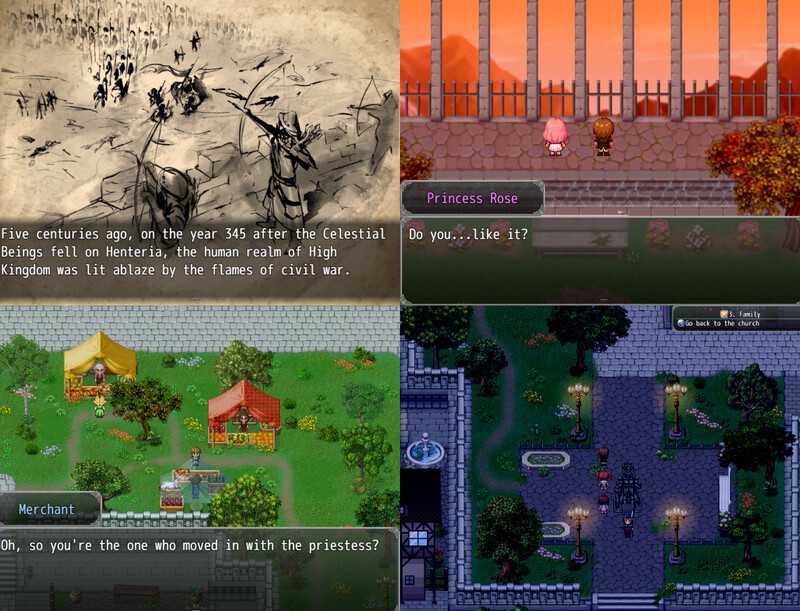 Five centuries ago, on the year 345 after the Celestial
Beings fell on Henteria, the human realm of High
Kingdom was lit ablaze by the flames of civil war.
Princess Rose
Do you...like it?
Merchant
Oh, so you're the one who moved in with the priestess?
3. Family
Go back to the church